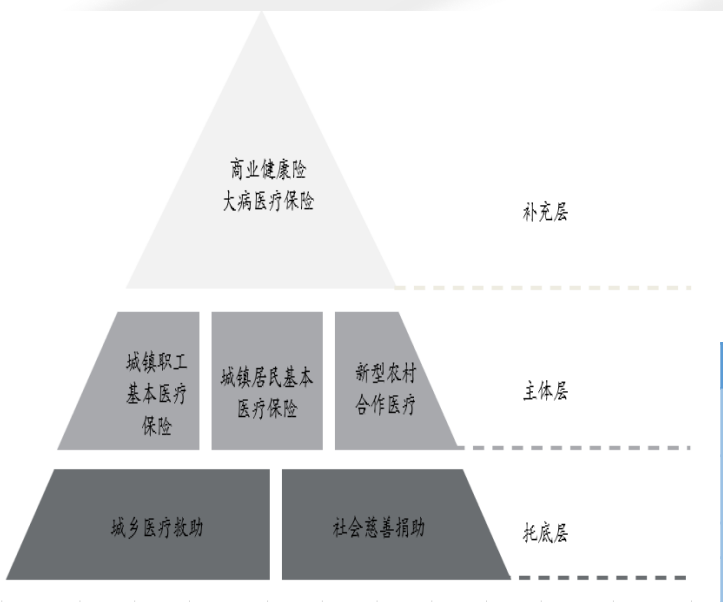 商业健康险
大病医疗保险
补充层
城镇职工
基本医疗
保险
城镇居民基本
医疗保险
新型农村
合作医疗
主体层
城乡医疗救助
社会慈善捐助
托底层